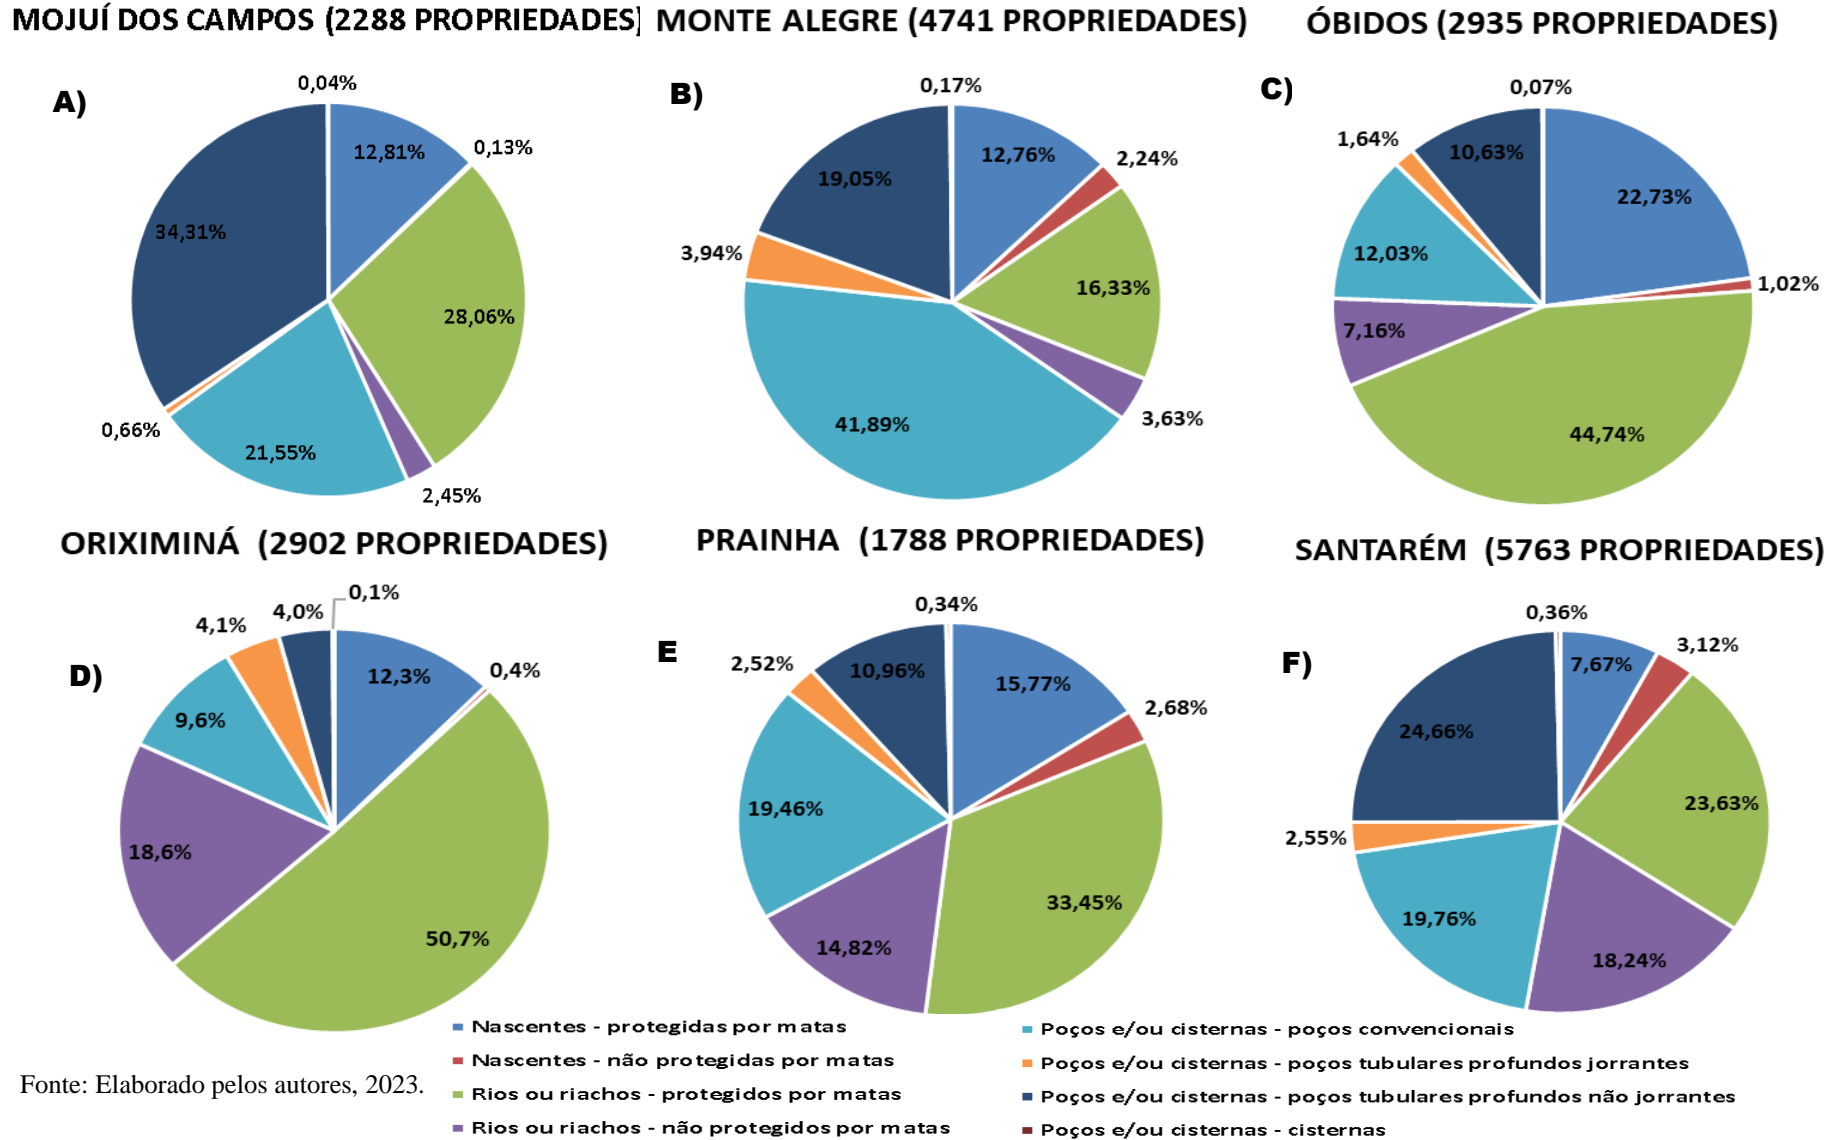 MOJUÍ DOS CAMPOS (2288 PROPRIEDADES)
A)
0,04%
12,81%
0,13%
28,06%
2,45%
21,55%
0,66%
34,31%
MONTE ALEGRE (4741 PROPRIEDADES)
B)
0,17%
12,76%
2,24%
16,33%
3,63%
41,89%
3,94%
19,05%
ÓBIDOS (2935 PROPRIEDADES)
C)
0,07%
22,73%
1,02%
44,74%
7,16%
12,03%
1,64%
10,63%
ORIXIMINÁ (2902 PROPRIEDADES)
D)
0,1%
12,3%
0,4%
50,7%
18,6%
9,6%
4,1%
4,0%
PRAINHA (1788 PROPRIEDADES)
E
0,34%
15,77%
2,68%
33,45%
14,82%
19,46%
2,52%
10,96%
SANTARÉM (5763 PROPRIEDADES)
F)
0,36%
7,67%
3,12%
23,63%
18,24%
19,76%
2,55%
24,66%
Nascentes - protegidas por matas
Nascentes - não protegidas por matas
Rios ou riachos - protegidos por matas
Rios ou riachos - não protegidos por matas
Poços e/ou cisternas - poços convencionais
Poços e/ou cisternas - poços tubulares profundos jorrantes
Poços e/ou cisternas - poços tubulares profundos não jorrantes
Poços e/ou cisternas - cisternas
Fonte: Elaborado pelos autores, 2023.